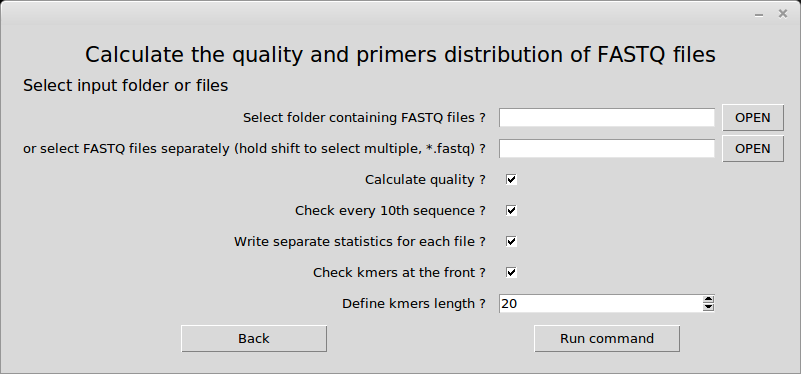 Calculate the quality and primers distribution of FASTQ files
Select input folder or files
Select folder containing FASTQ files ? OPEN
or select FASTQ files separately (hold shift to select multiple, *.fastq) ? OPEN
Calculate quality ?
Check every 10th sequence ?
Write separate statistics for each file ?
Check kmers at the front ?
Define kmers length ? 20
Back Run command